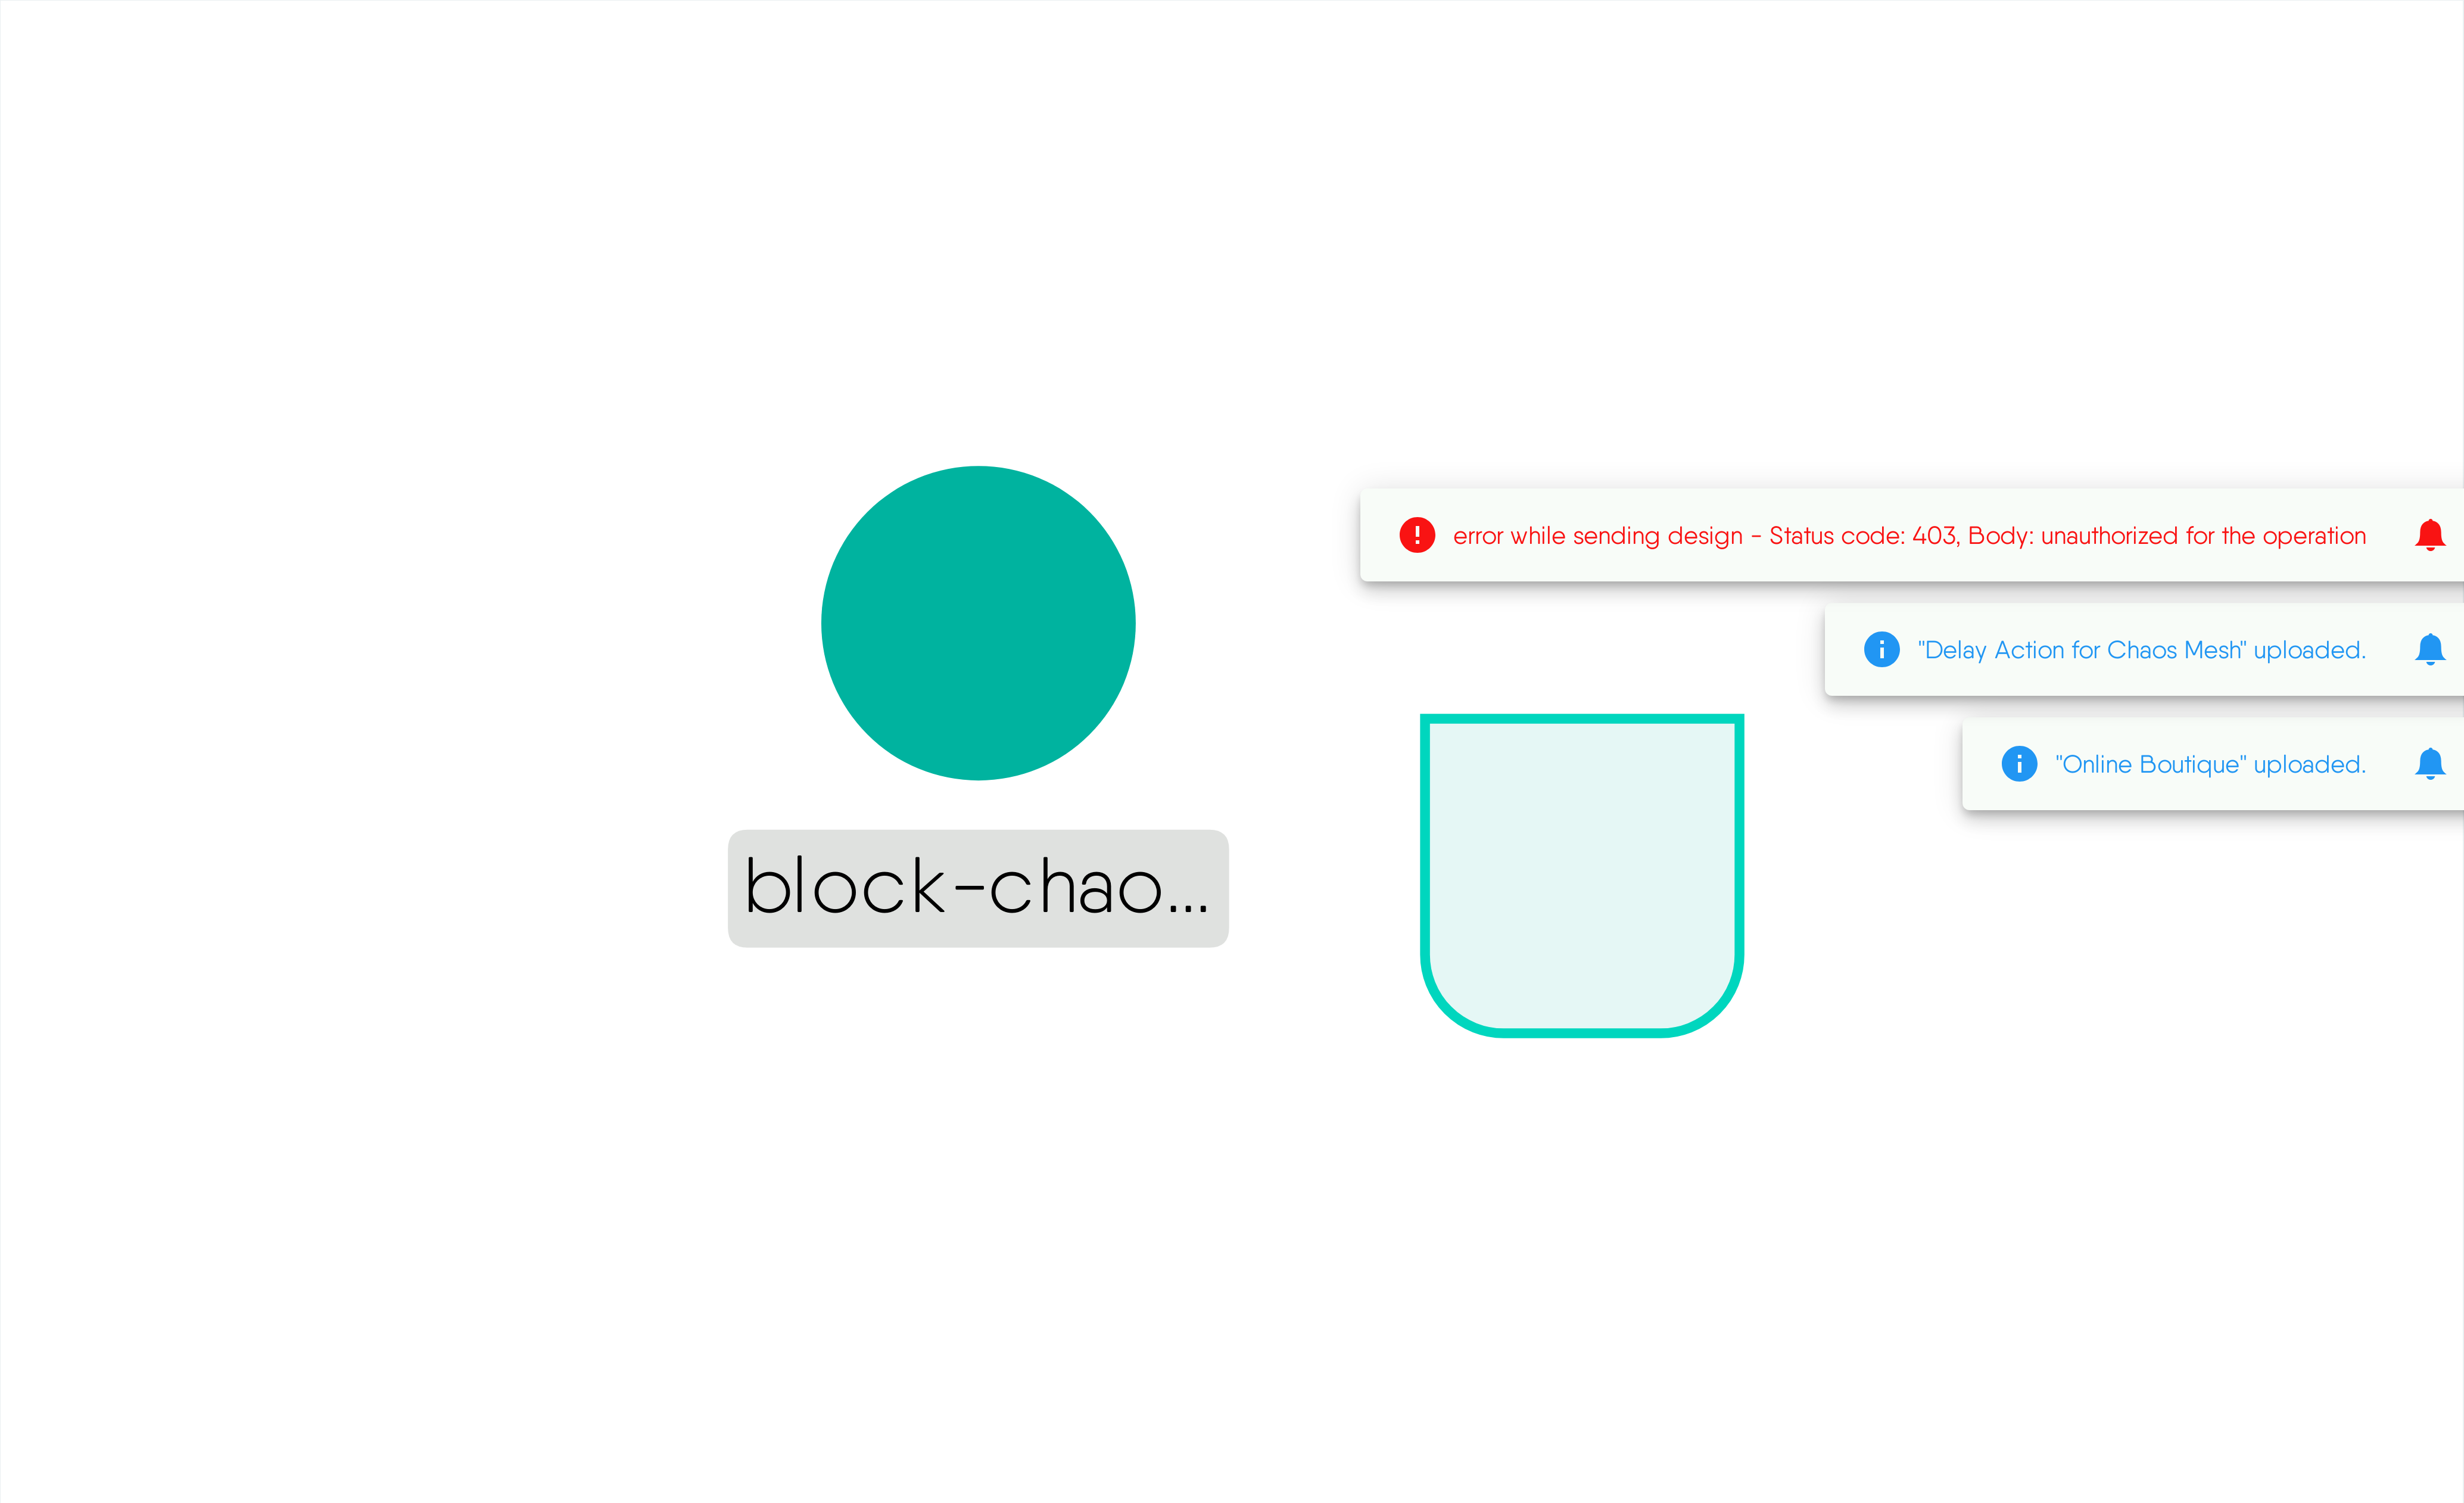 error while sending design - Status code: 403, Body: unauthorized for the operation
"Delay Action for Chaos Mesh" uploaded.
"Online Boutique" uploaded.
block-chao...